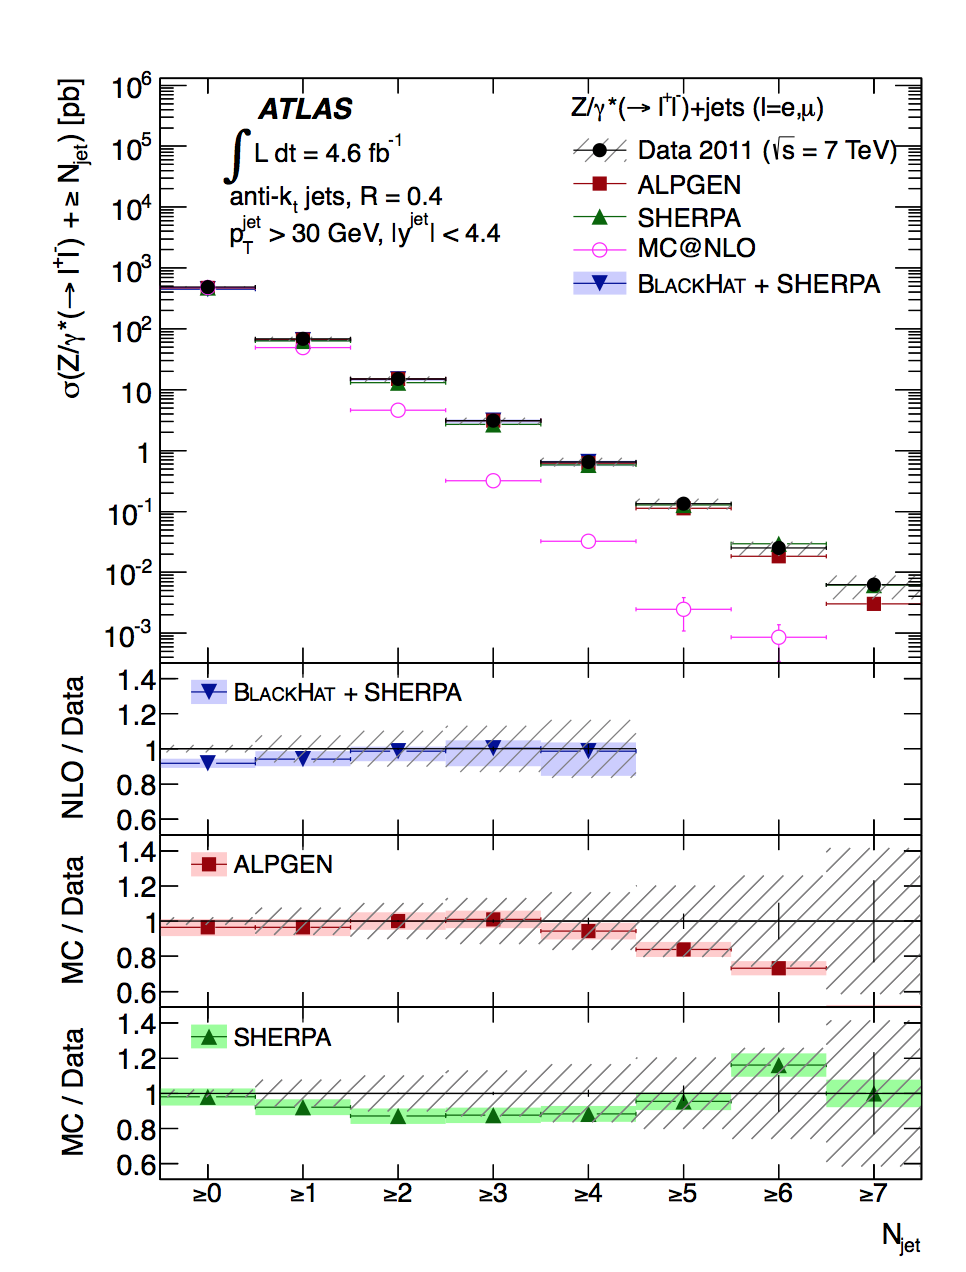 σ(Z/γ*(→ l⁺l⁻) + ≥ N_jet) [pb]
10⁶
10⁵
10⁴
10³
10²
10
1
10⁻¹
10⁻²
10⁻³
ATLAS
∫ L dt = 4.6 fb⁻¹
anti-k_t jets, R = 0.4
p_T^jet > 30 GeV, |y^jet| < 4.4
Z/γ*(→ l⁺l⁻)+jets (l=e,μ)
Data 2011 (√s = 7 TeV)
ALPGEN
SHERPA
MC@NLO
BLACKHAT + SHERPA
NLO / Data
1.4
1.2
1
0.8
0.6
BLACKHAT + SHERPA
MC / Data
1.4
1.2
1
0.8
0.6
ALPGEN
MC / Data
1.4
1.2
1
0.8
0.6
SHERPA
≥0 ≥1 ≥2 ≥3 ≥4 ≥5 ≥6 ≥7
N_jet